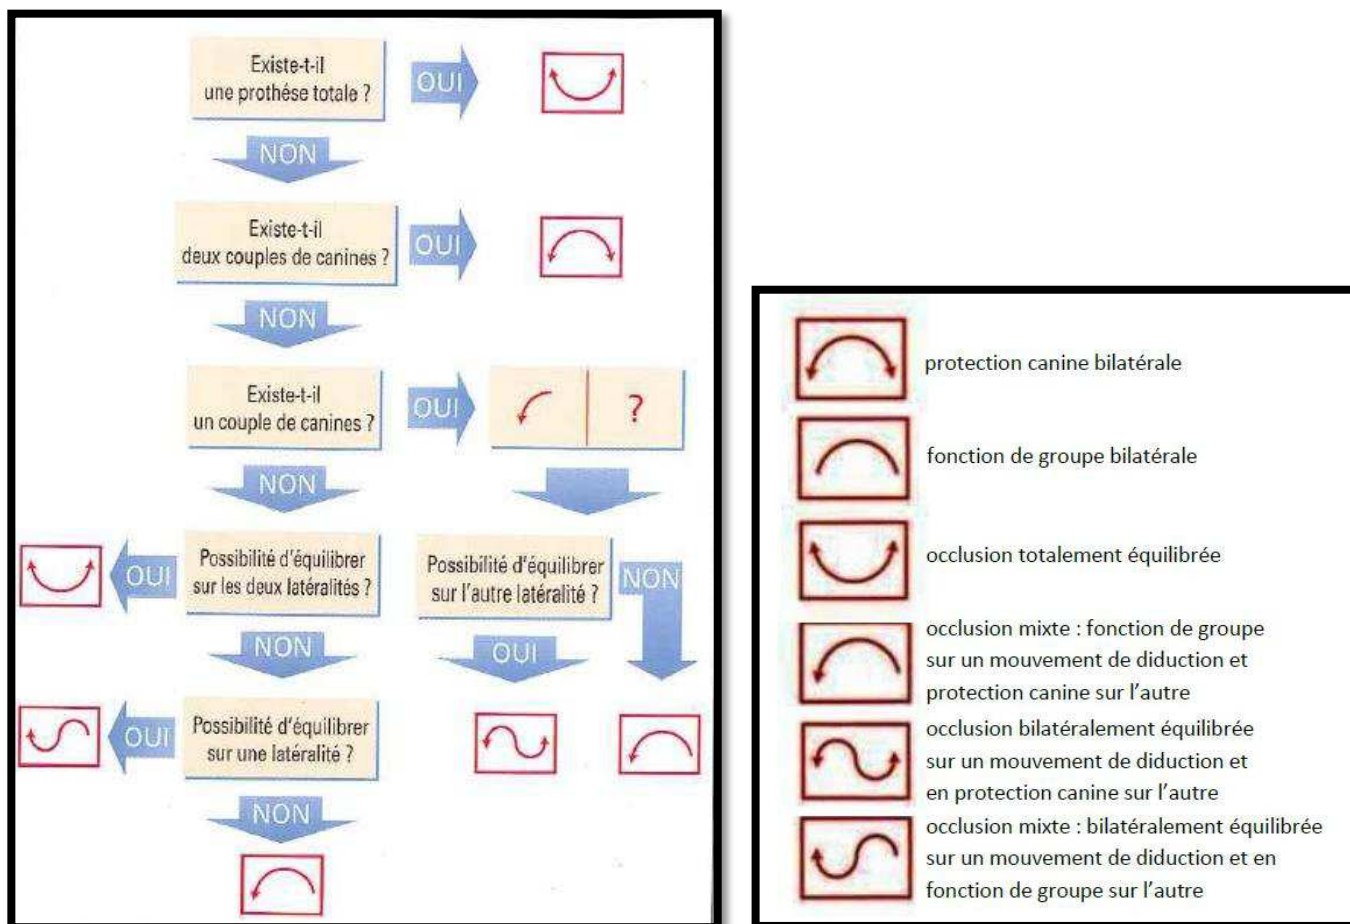 Existe-t-il
une prothése totale ?
OUI
NON
Existe-t-il
deux couples de canines ?
OUI
NON
Existe-t-il
un couple de canines ?
OUI
?
NON
Possibilité d'équilibrer
sur les deux latéralités ?
OUI
Possibilité d'équilibrer
sur l'autre latéralité ?
NON
NON
OUI
Possibilité d'équilibrer
sur une latéralité ?
OUI
NON
protection canine bilatérale
fonction de groupe bilatérale
occlusion totalement équilibrée
occlusion mixte : fonction de groupe
sur un mouvement de diduction et
protection canine sur l'autre
occlusion bilatéralement équilibrée
sur un mouvement de diduction et
en protection canine sur l'autre
occlusion mixte : bilatéralement équilibrée
sur un mouvement de diduction et en
fonction de groupe sur l'autre